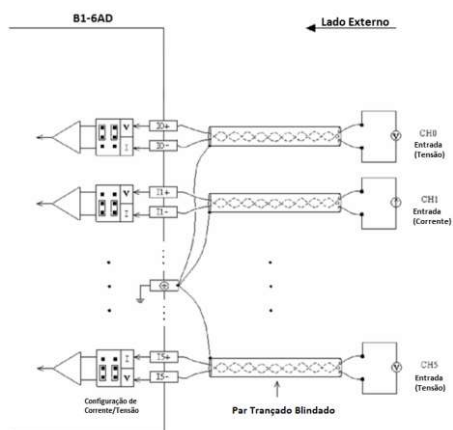 B1-6AD
Lado Externo
V
I
I0+
I0-
V
CH0
Entrada
(Tensão)
V
I
I1+
I1-
CH1
Entrada
(Corrente)
I
V
I5+
I5-
V
CH5
Entrada
(Tensão)
Configuração de
Corrente/Tensão
Par Trançado Blindado